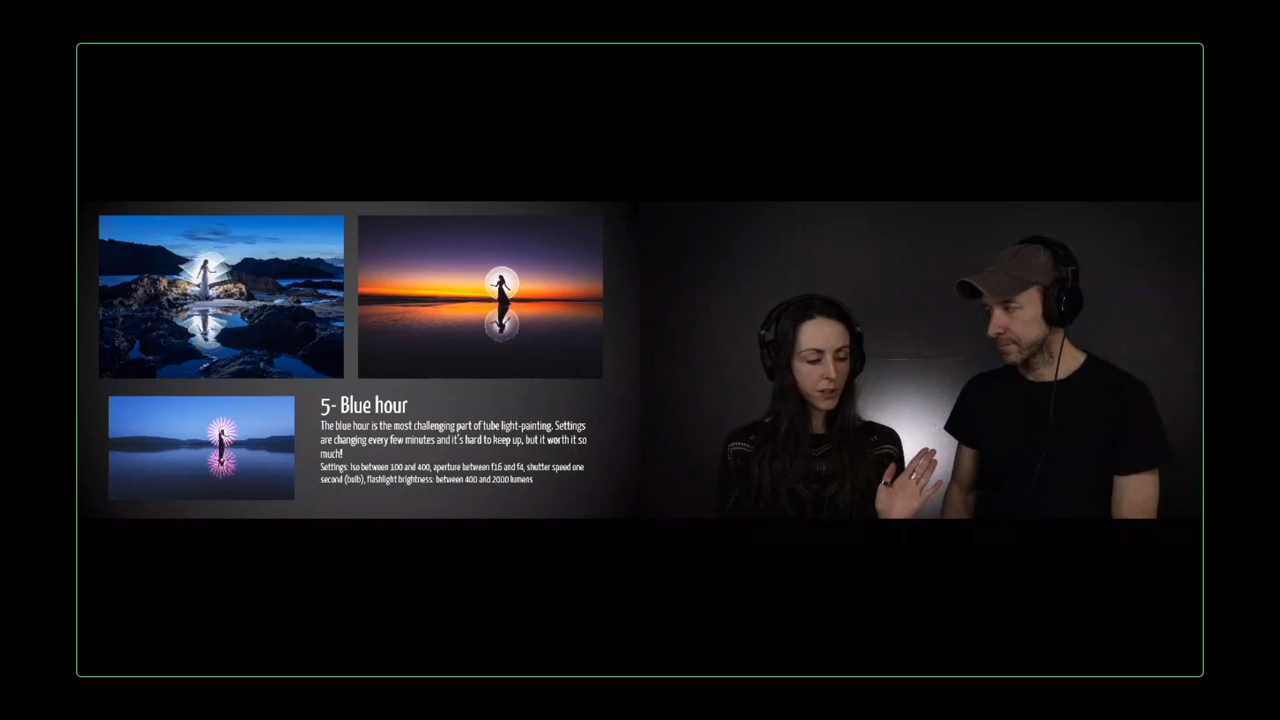 5- Blue hour
The blue hour is the most challenging part of tube light-painting. Settings
are changing every few minutes and it's hard to keep up, but it worth it so
much!
Settings: Iso between 100 and 400, aperture between f16 and f4, shutter speed one
second (bulb), flashlight brightness: between 400 and 2000 lumens